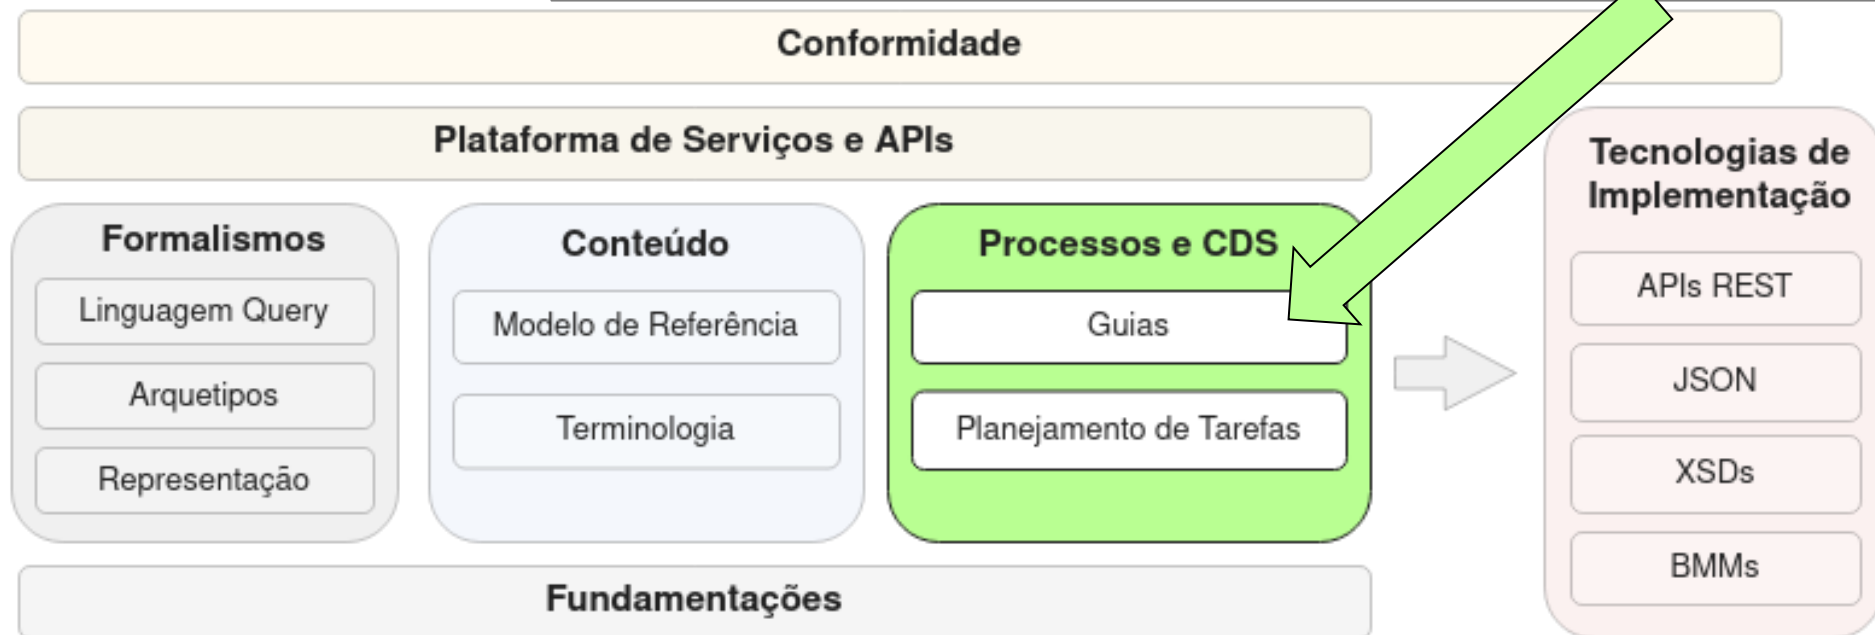 Conformidade
Plataforma de Serviços e APIs
Formalismos
Linguagem Query
Arquetipos
Representação
Conteúdo
Modelo de Referência
Terminologia
Processos e CDS
Guias
Planejamento de Tarefas
Tecnologias de
Implementação
APIs REST
JSON
XSDs
BMMs
Fundamentações